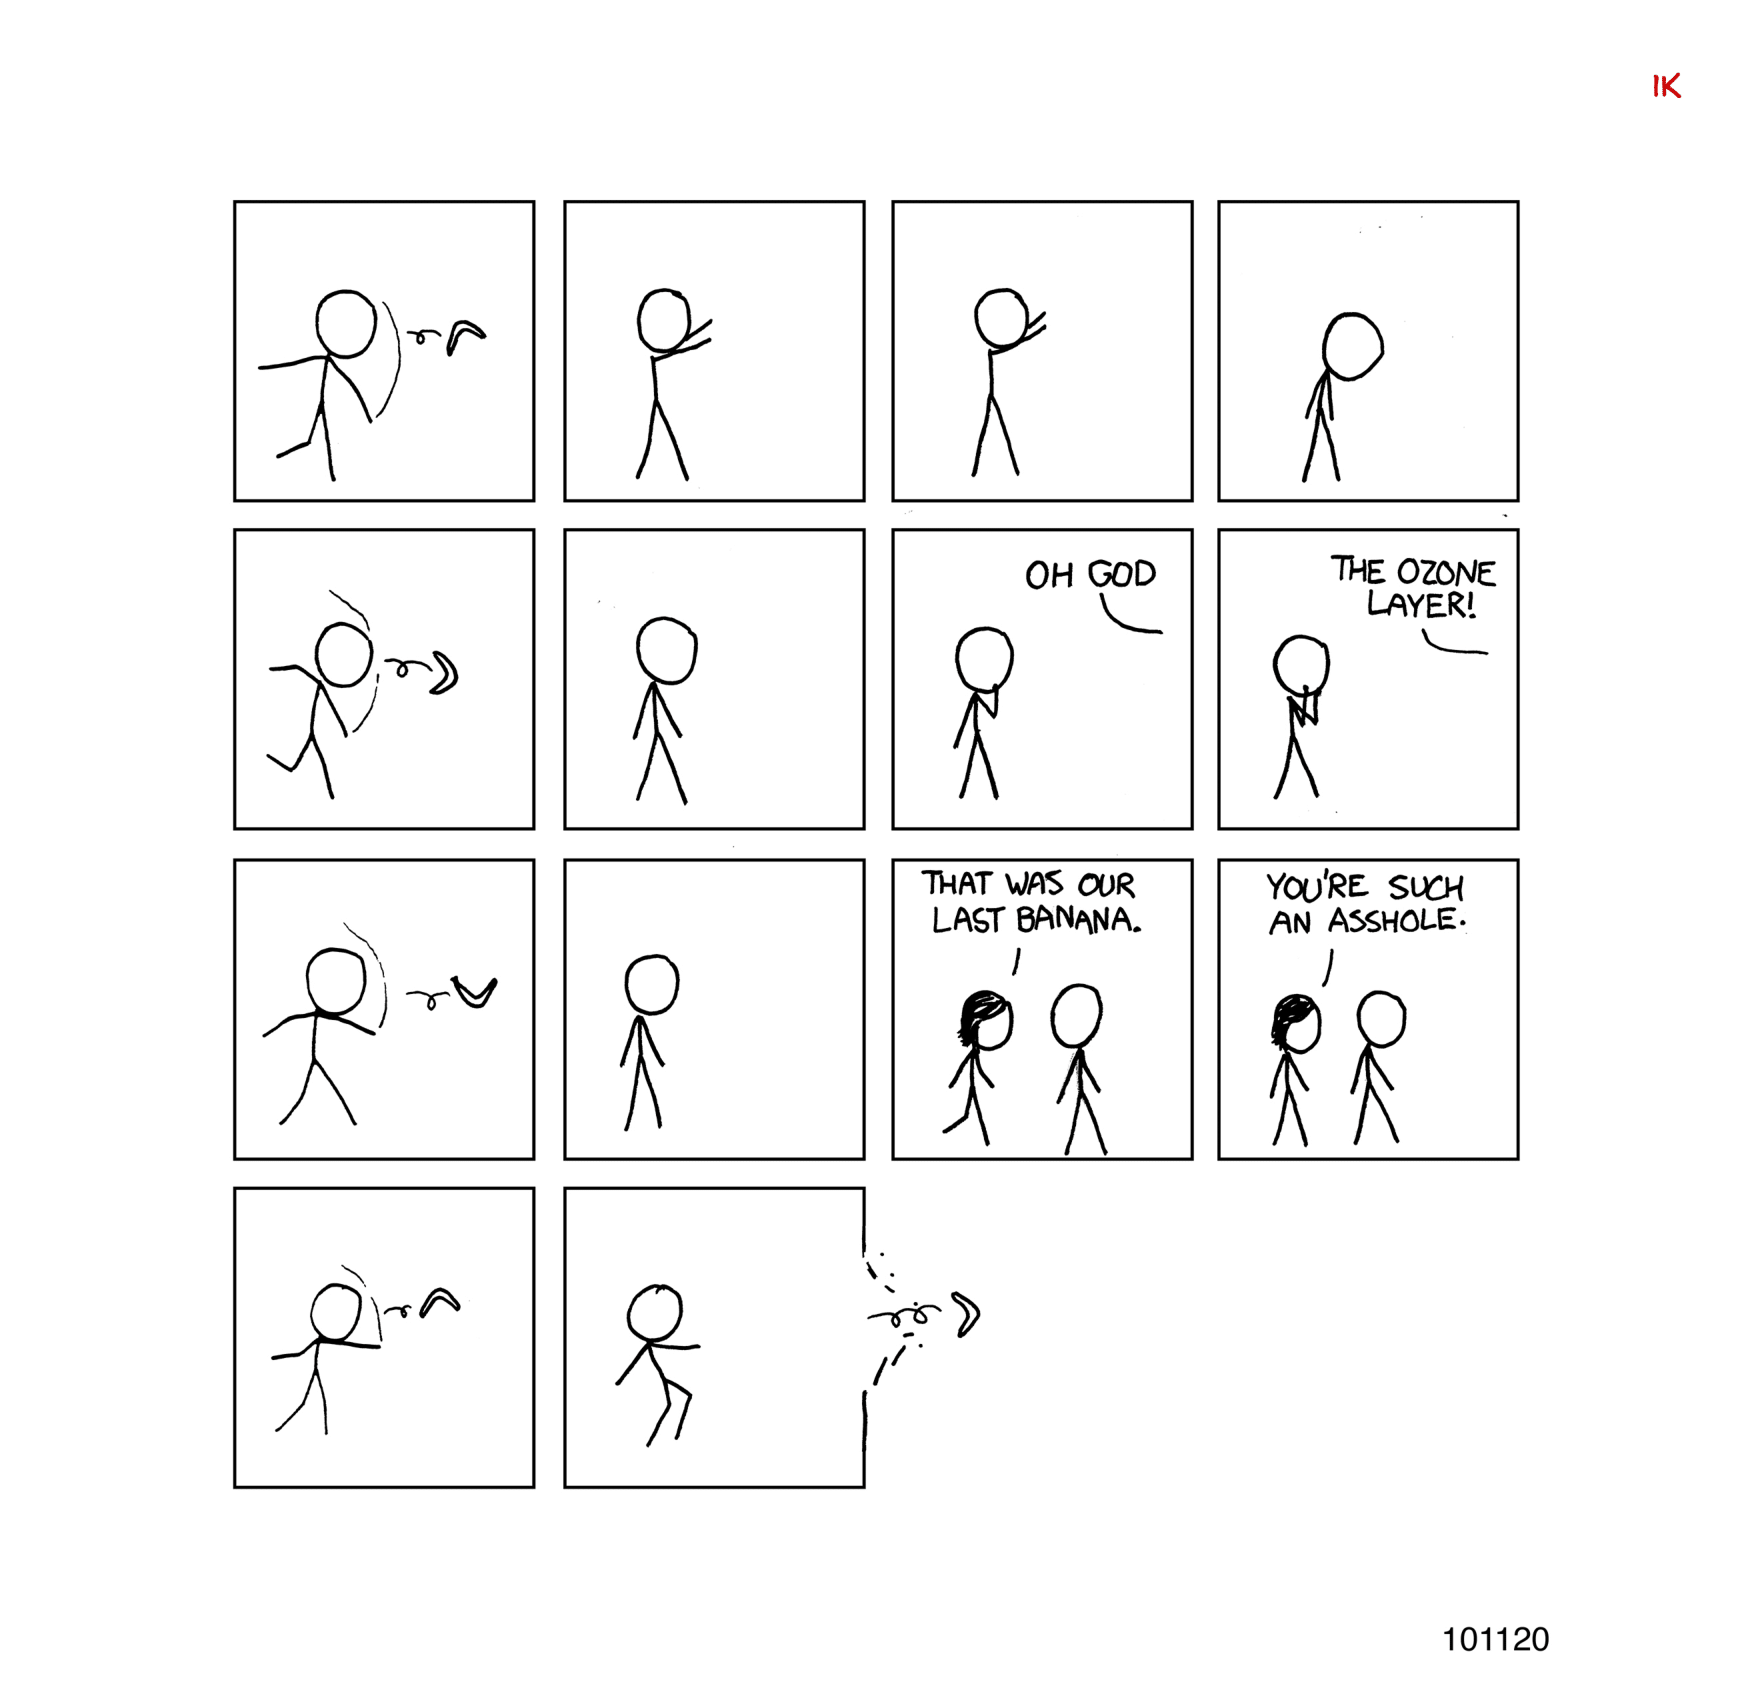 IK
OH GOD
THE OZONE
LAYER!
THAT WAS OUR
LAST BANANA.
YOU'RE SUCH
AN ASSHOLE.
101120